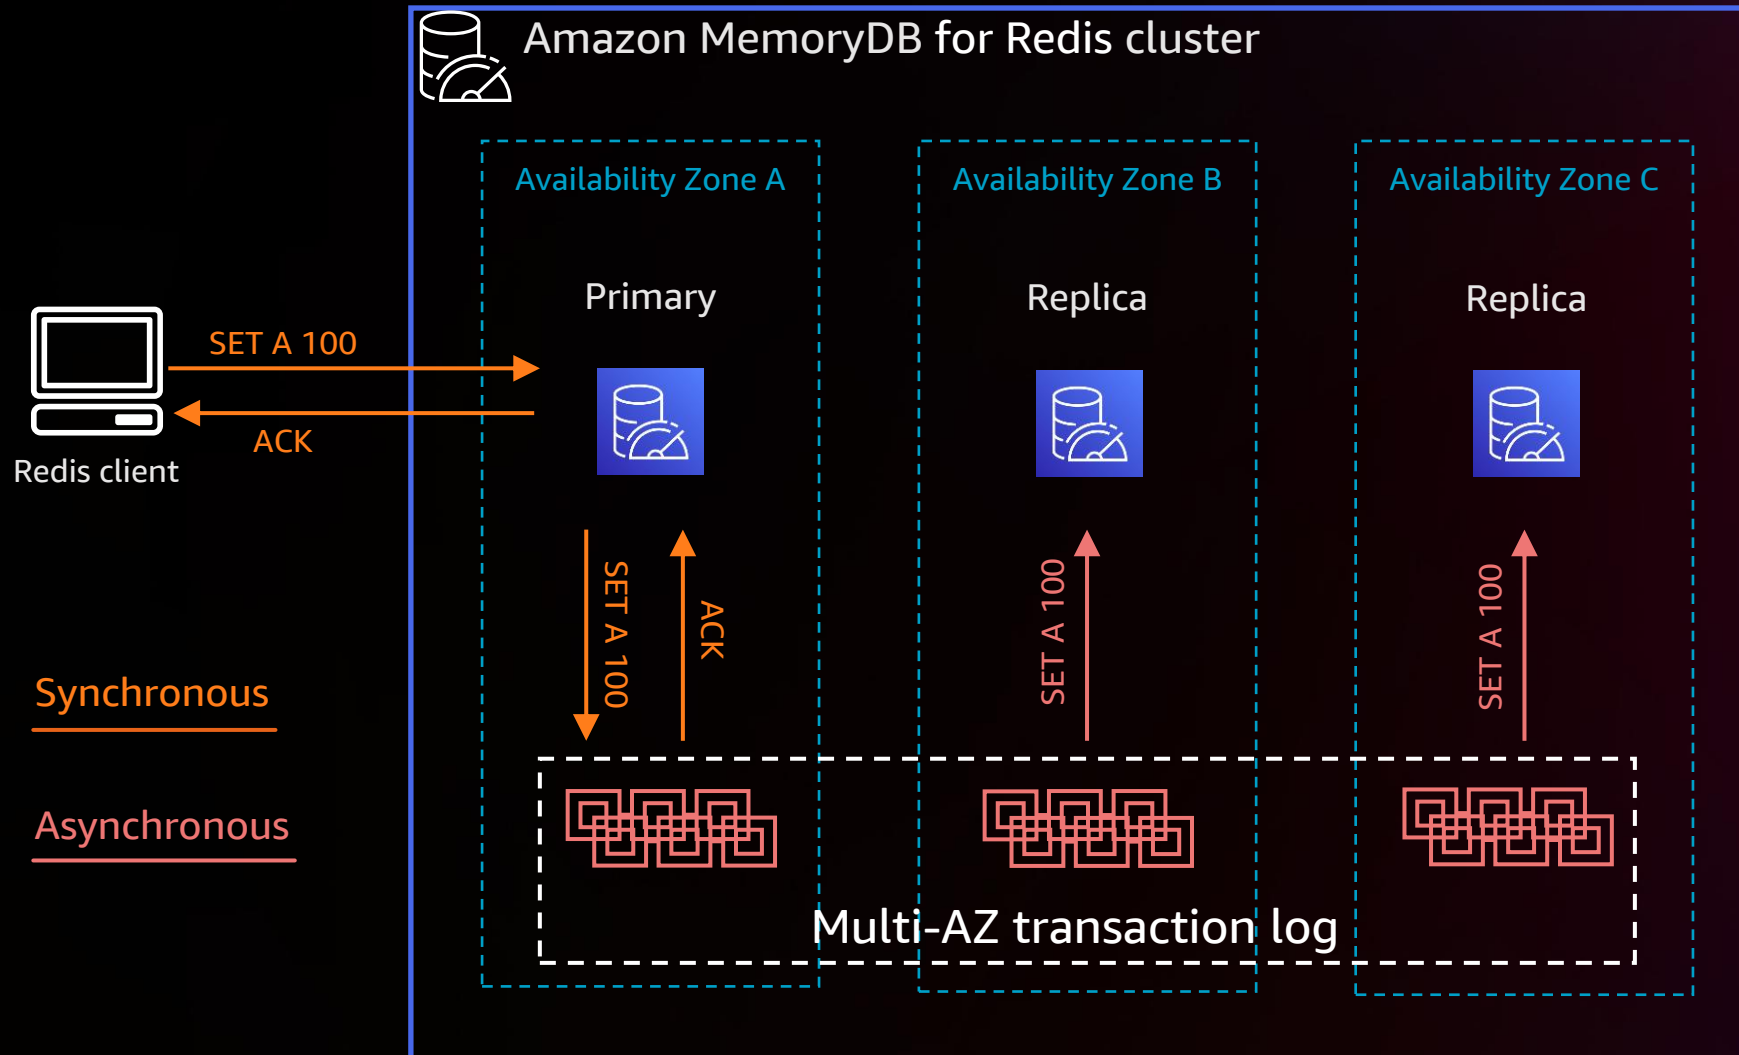 Amazon MemoryDB for Redis cluster
Availability Zone A
Availability Zone B
Availability Zone C
Primary
Replica
Replica
SET A 100
ACK
Redis client
SET A 100
ACK
SET A 100
SET A 100
Synchronous
Asynchronous
Multi-AZ transaction log